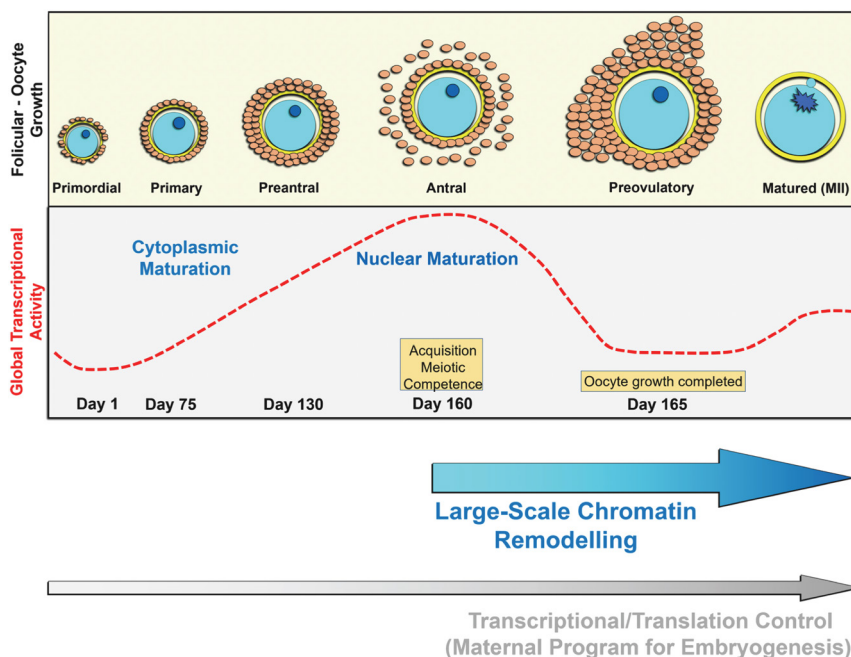 Folicular - Oocyte
Growth
Primordial
Primary
Preantral
Antral
Preovulatory
Matured (MII)
Global Transcriptional
Activity
Cytoplasmic
Maturation
Nuclear Maturation
Acquisition
Meiotic
Competence
Oocyte growth completed
Day 1
Day 75
Day 130
Day 160
Day 165
Large-Scale Chromatin
Remodelling
Transcriptional/Translation Control
(Maternal Program for Embryogenesis)